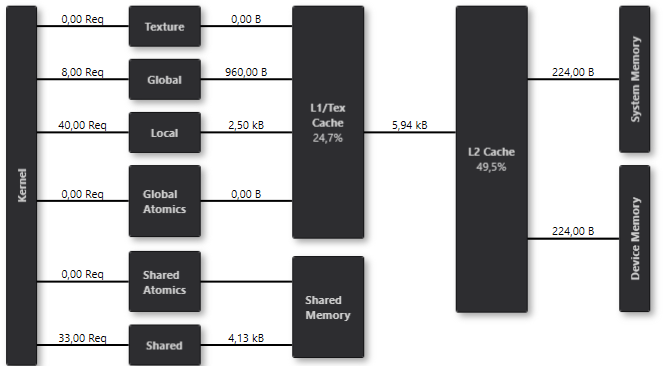 0,00 Req
Texture
0,00 B
8,00 Req
Global
960,00 B
L1/Tex
Cache
24,7%
224,00 B
System Memory
40,00 Req
Local
2,50 kB
5,94 kB
L2 Cache
49,5%
Kernel
0,00 Req
Global
Atomics
0,00 B
224,00 B
Device Memory
0,00 Req
Shared
Atomics
Shared
Memory
33,00 Req
Shared
4,13 kB